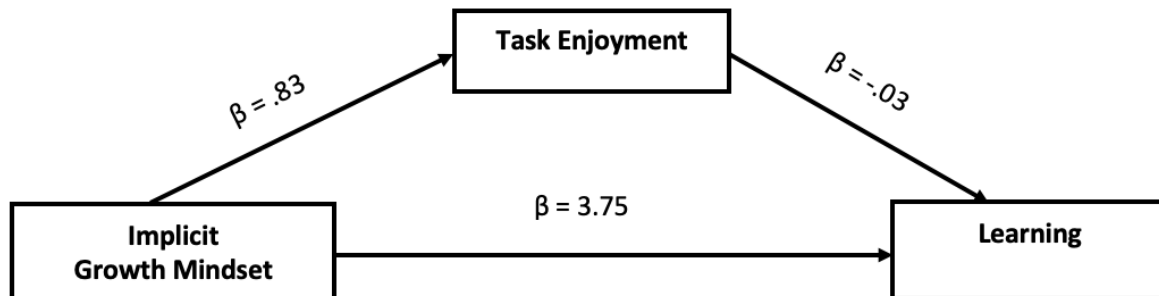 Task Enjoyment
β = .83
β = -.03
β = 3.75
Implicit
Growth Mindset
Learning